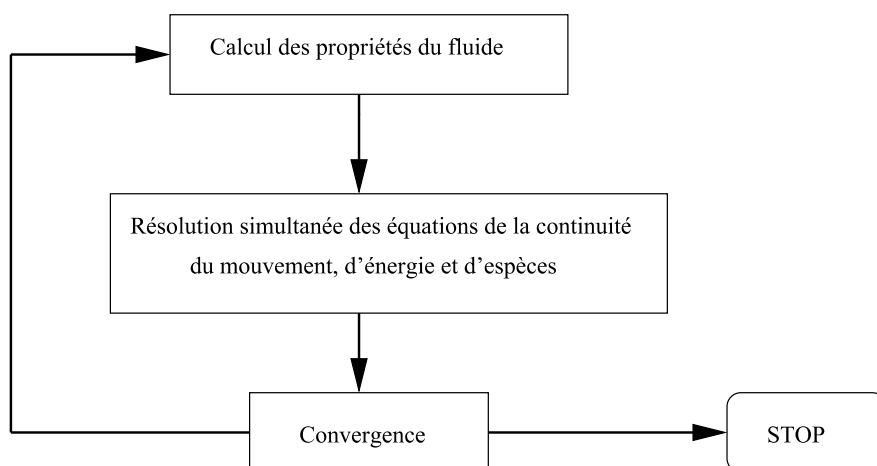 Calcul des propriétés du fluide
Résolution simultanée des équations de la continuité
du mouvement, d’énergie et d’espèces
Convergence
STOP